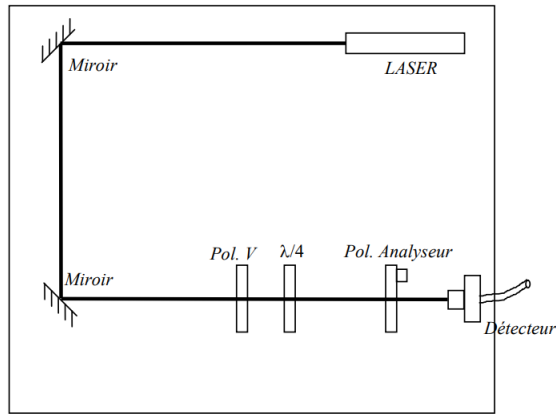 Miroir
LASER
Pol. V
λ/4
Pol. Analyseur
Miroir
Détecteur